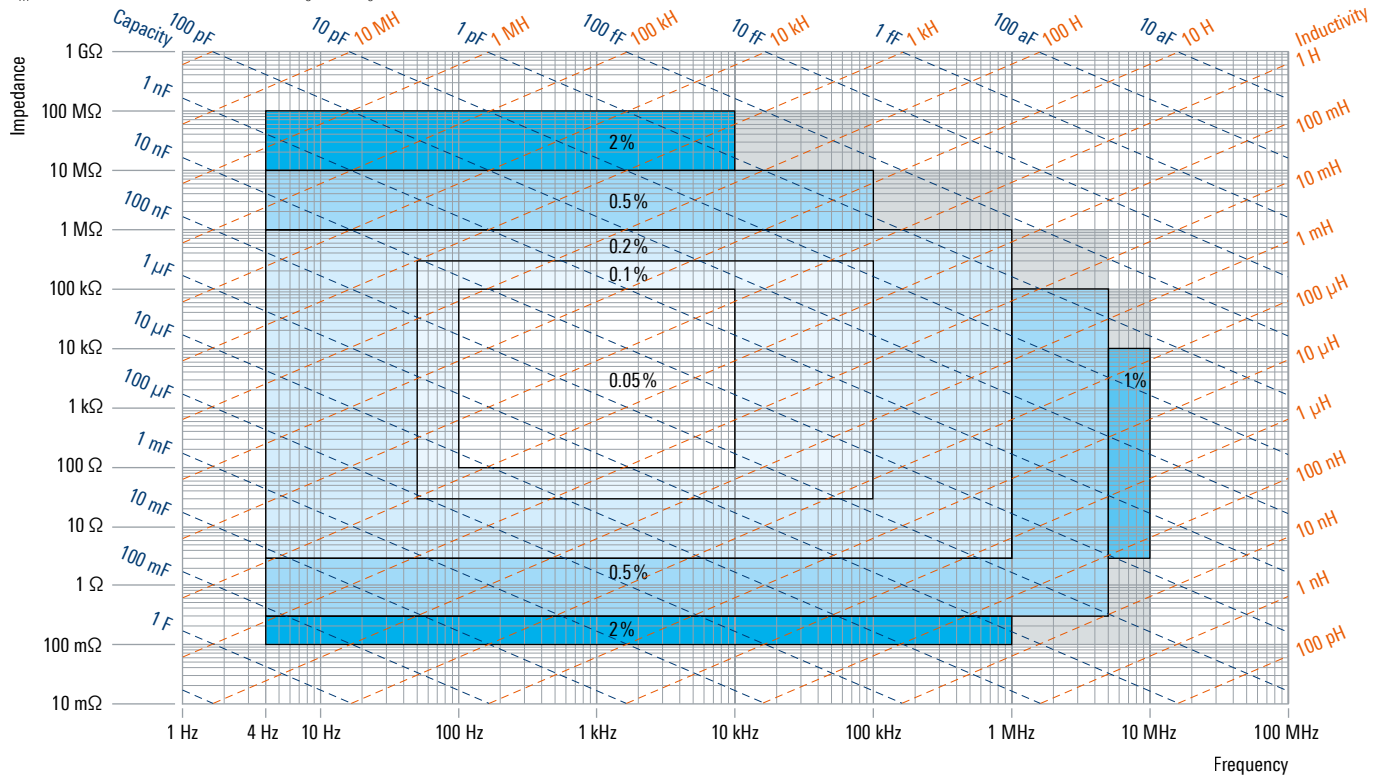 Capacity 100 pF 10 pF 10 MH 1 pF 1 MH 100 fF 100 kH 10 fF 10 kH 1 fF 1 kH 100 aF 100 H 10 aF 10 H Inductivity
Impedance
1 GΩ
100 MΩ
10 MΩ
1 MΩ
100 kΩ
10 kΩ
1 kΩ
100 Ω
10 Ω
1 Ω
100 mΩ
10 mΩ
1 nF
10 nF
100 nF
1 µF
10 µF
100 µF
1 mF
10 mF
100 mF
1 F
2%
0.5%
0.2%
0.1%
0.05%
1%
0.5%
2%
1 H
100 mH
10 mH
1 mH
100 µH
10 µH
1 µH
100 nH
10 nH
1 nH
100 pH
1 Hz 4 Hz 10 Hz 100 Hz 1 kHz 10 kHz 100 kHz 1 MHz 10 MHz 100 MHz
Frequency